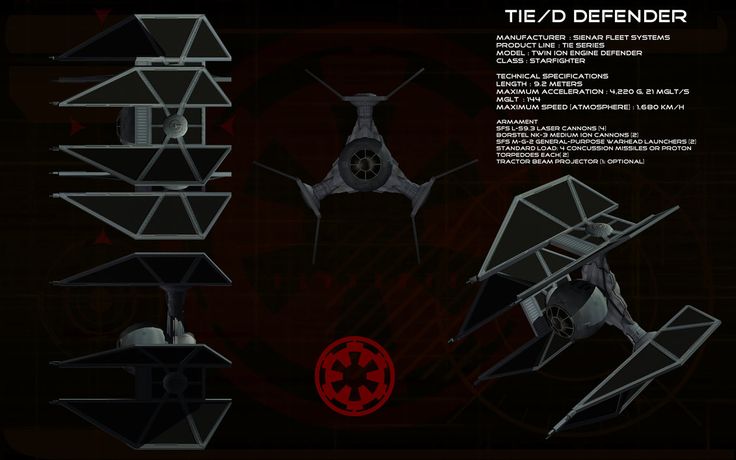 TIE/D DEFENDER
MANUFACTURER : SIENAR FLEET SYSTEMS
PRODUCT LINE : TIE SERIES
MODEL : TWIN ION ENGINE DEFENDER
CLASS : STARFIGHTER
TECHNICAL SPECIFICATIONS
LENGTH : 9.2 METERS
MAXIMUM ACCELERATION : 4,220 G, 21 MGLT/S
MGLT : 144
MAXIMUM SPEED (ATMOSPHERE) : 1.680 KM/H
ARMAMENT
SFS L-S9.3 LASER CANNONS (4)
BORSTEL NK-3 MEDIUM ION CANNONS (2)
SFS M-G-2 GENERAL-PURPOSE WARHEAD LAUNCHERS (2)
STANDARD LOAD: 4 CONCUSSION MISSILES OR PROTON
TORPEDOES EACH(2)
TRACTOR BEAM PROJECTOR (1: OPTIONAL)